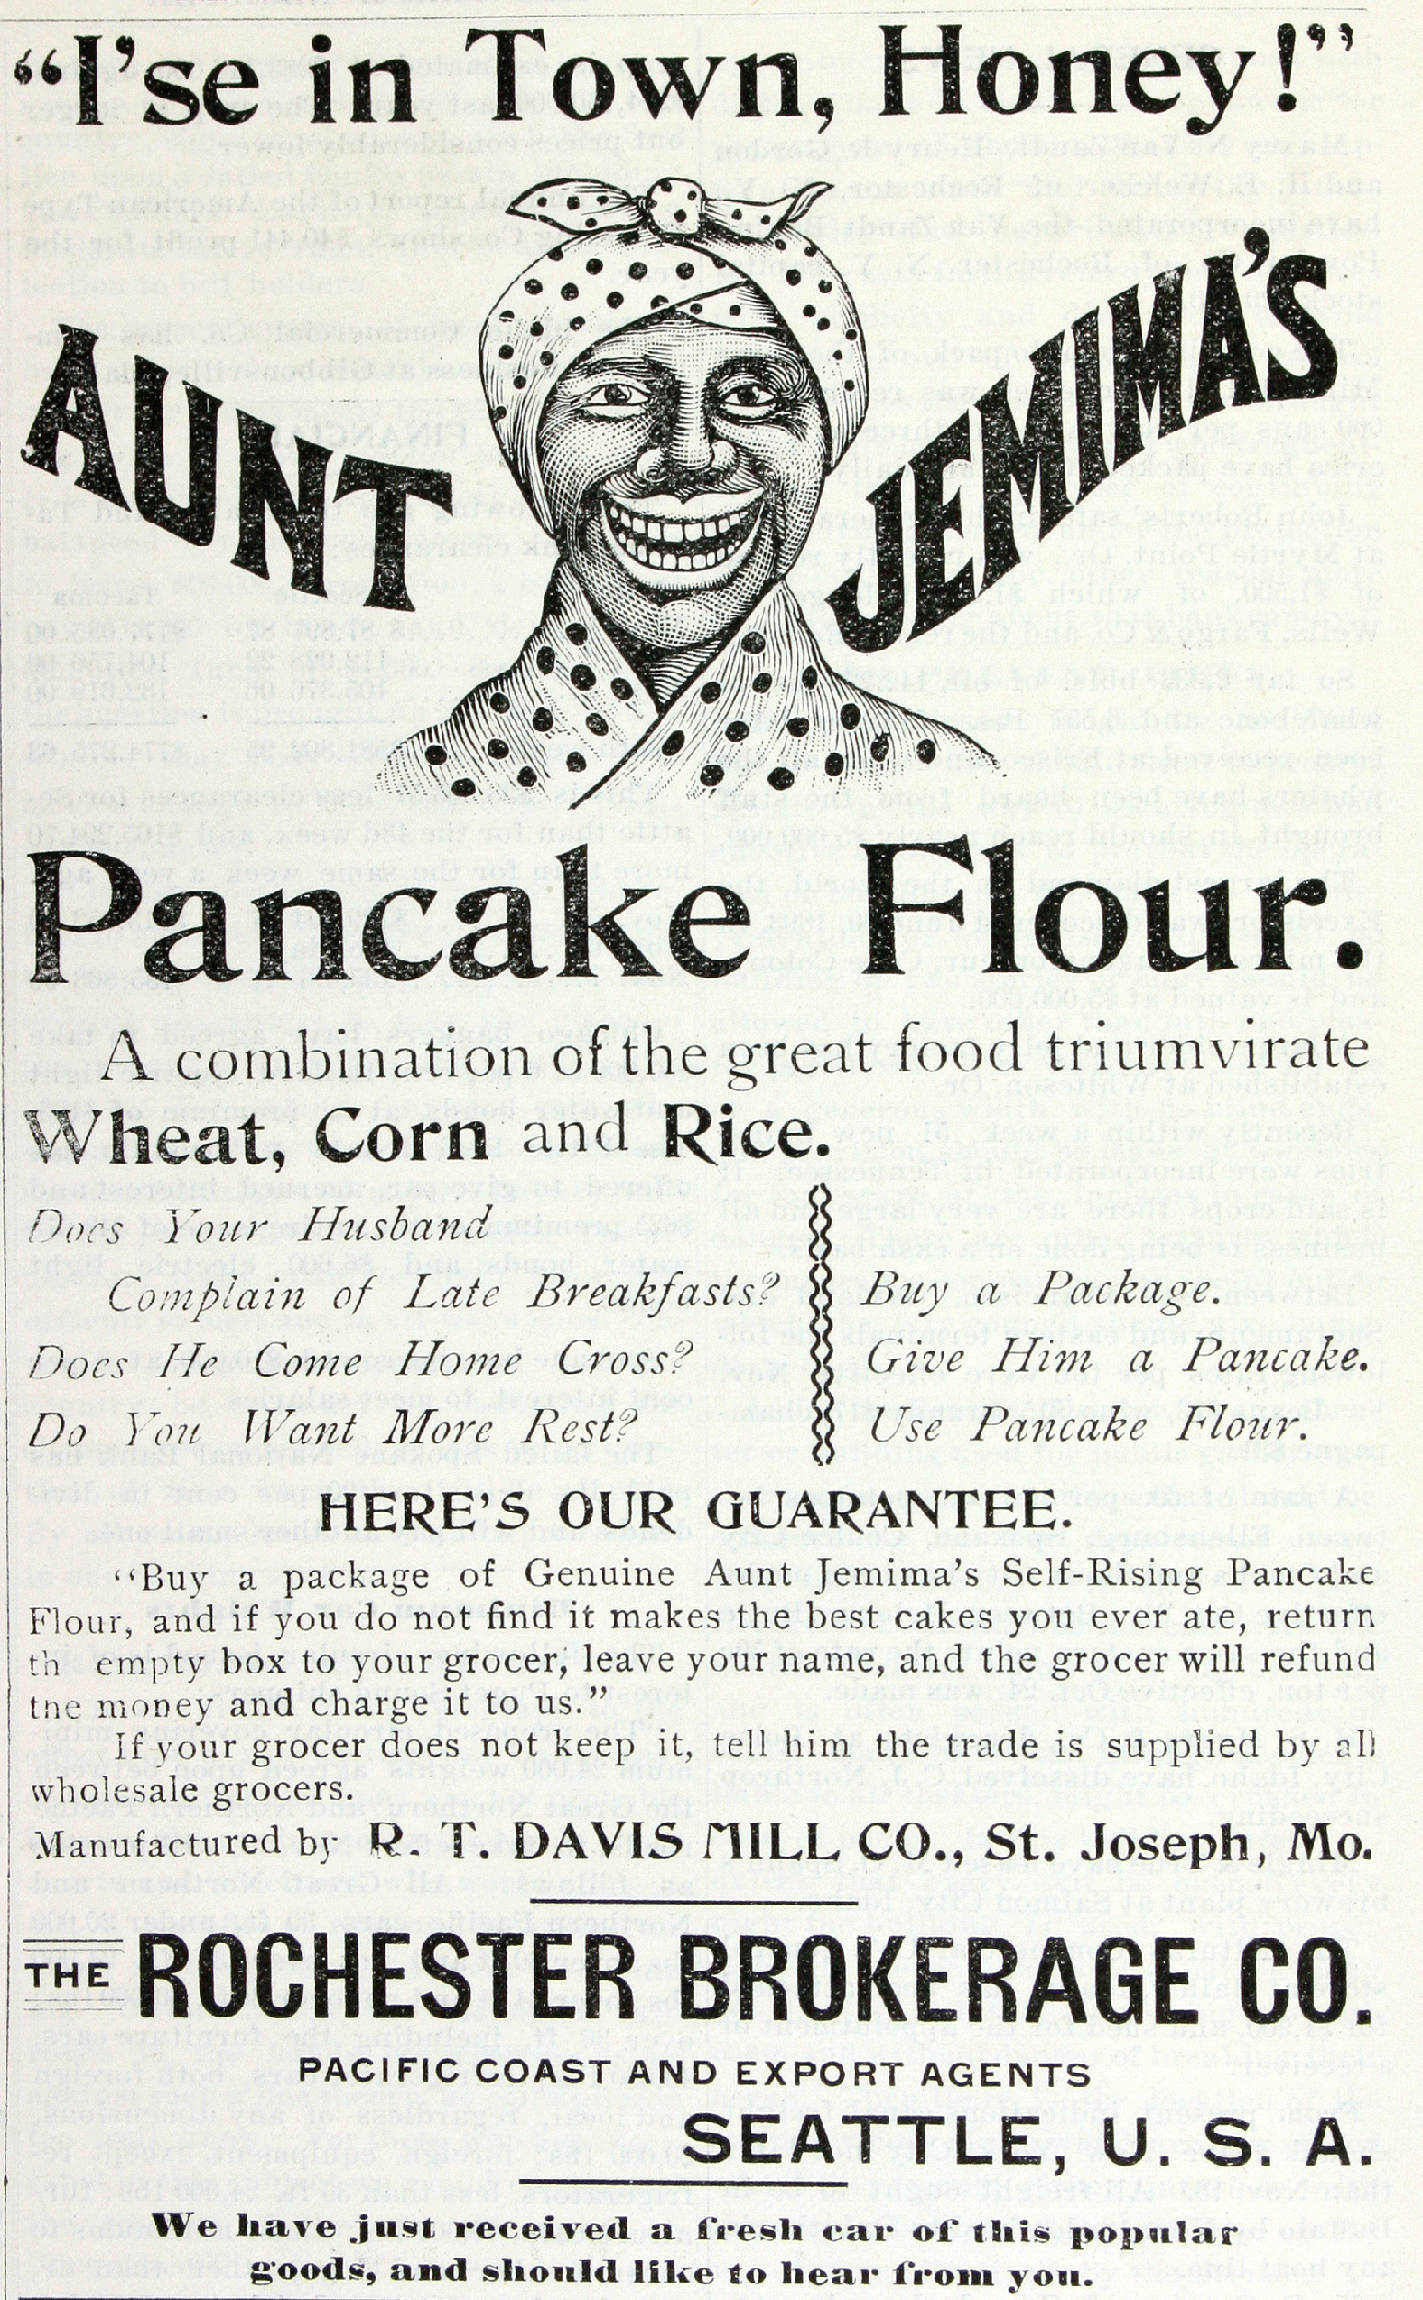 “I’se in Town, Honey!”
AUNT JEMIMA’S
Pancake Flour.
A combination of the great food triumvirate
Wheat, Corn and Rice.
Does Your Husband
Complain of Late Breakfasts?
Does He Come Home Cross?
Do You Want More Rest?
Buy a Package.
Give Him a Pancake.
Use Pancake Flour.
HERE’S OUR GUARANTEE.
“Buy a package of Genuine Aunt Jemima’s Self-Rising Pancake
Flour, and if you do not find it makes the best cakes you ever ate, return
th empty box to your grocer, leave your name, and the grocer will refund
the money and charge it to us.”
If your grocer does not keep it, tell him the trade is supplied by all
wholesale grocers.
Manufactured by R. T. DAVIS MILL CO., St. Joseph, Mo.
THE ROCHESTER BROKERAGE CO.
PACIFIC COAST AND EXPORT AGENTS
SEATTLE, U. S. A.
We have just received a fresh car of this popular
goods, and should like to hear from you.